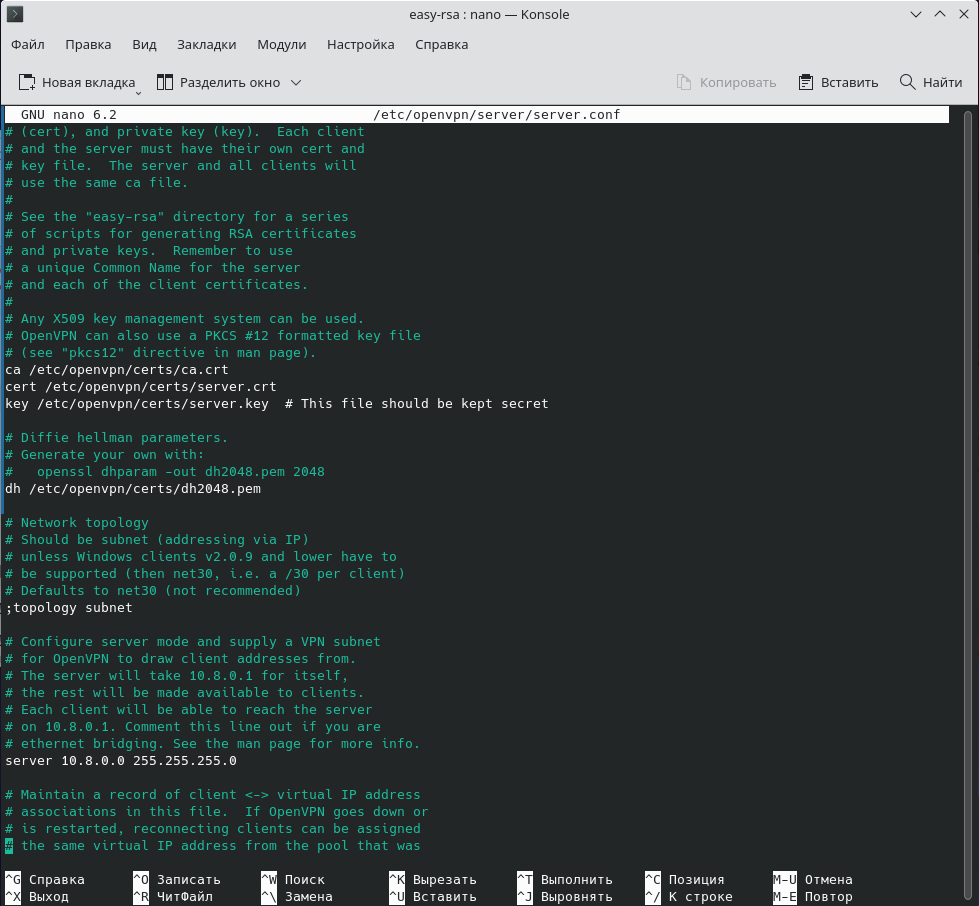 easy-rsa : nano — Konsole
Файл Правка Вид Закладки Модули Настройка Справка
Новая вкладка Разделить окно Копировать Вставить Найти
GNU nano 6.2 /etc/openvpn/server/server.conf
# (cert), and private key (key).  Each client
# and the server must have their own cert and
# key file.  The server and all clients will
# use the same ca file.
#
# See the "easy-rsa" directory for a series
# of scripts for generating RSA certificates
# and private keys.  Remember to use
# a unique Common Name for the server
# and each of the client certificates.
#
# Any X509 key management system can be used.
# OpenVPN can also use a PKCS #12 formatted key file
# (see "pkcs12" directive in man page).
ca /etc/openvpn/certs/ca.crt
cert /etc/openvpn/certs/server.crt
key /etc/openvpn/certs/server.key  # This file should be kept secret
# Diffie hellman parameters.
# Generate your own with:
#   openssl dhparam -out dh2048.pem 2048
dh /etc/openvpn/certs/dh2048.pem
# Network topology
# Should be subnet (addressing via IP)
# unless Windows clients v2.0.9 and lower have to
# be supported (then net30, i.e. a /30 per client)
# Defaults to net30 (not recommended)
;topology subnet
# Configure server mode and supply a VPN subnet
# for OpenVPN to draw client addresses from.
# The server will take 10.8.0.1 for itself,
# the rest will be made available to clients.
# Each client will be able to reach the server
# on 10.8.0.1. Comment this line out if you are
# ethernet bridging. See the man page for more info.
server 10.8.0.0 255.255.255.0
# Maintain a record of client <-> virtual IP address
# associations in this file.  If OpenVPN goes down or
# is restarted, reconnecting clients can be assigned
# the same virtual IP address from the pool that was
^G Справка ^O Записать ^W Поиск ^K Вырезать ^T Выполнить ^C Позиция M-U Отмена
^X Выход ^R ЧитФайл ^\ Замена ^U Вставить ^J Выровнять ^/ К строке M-E Повтор